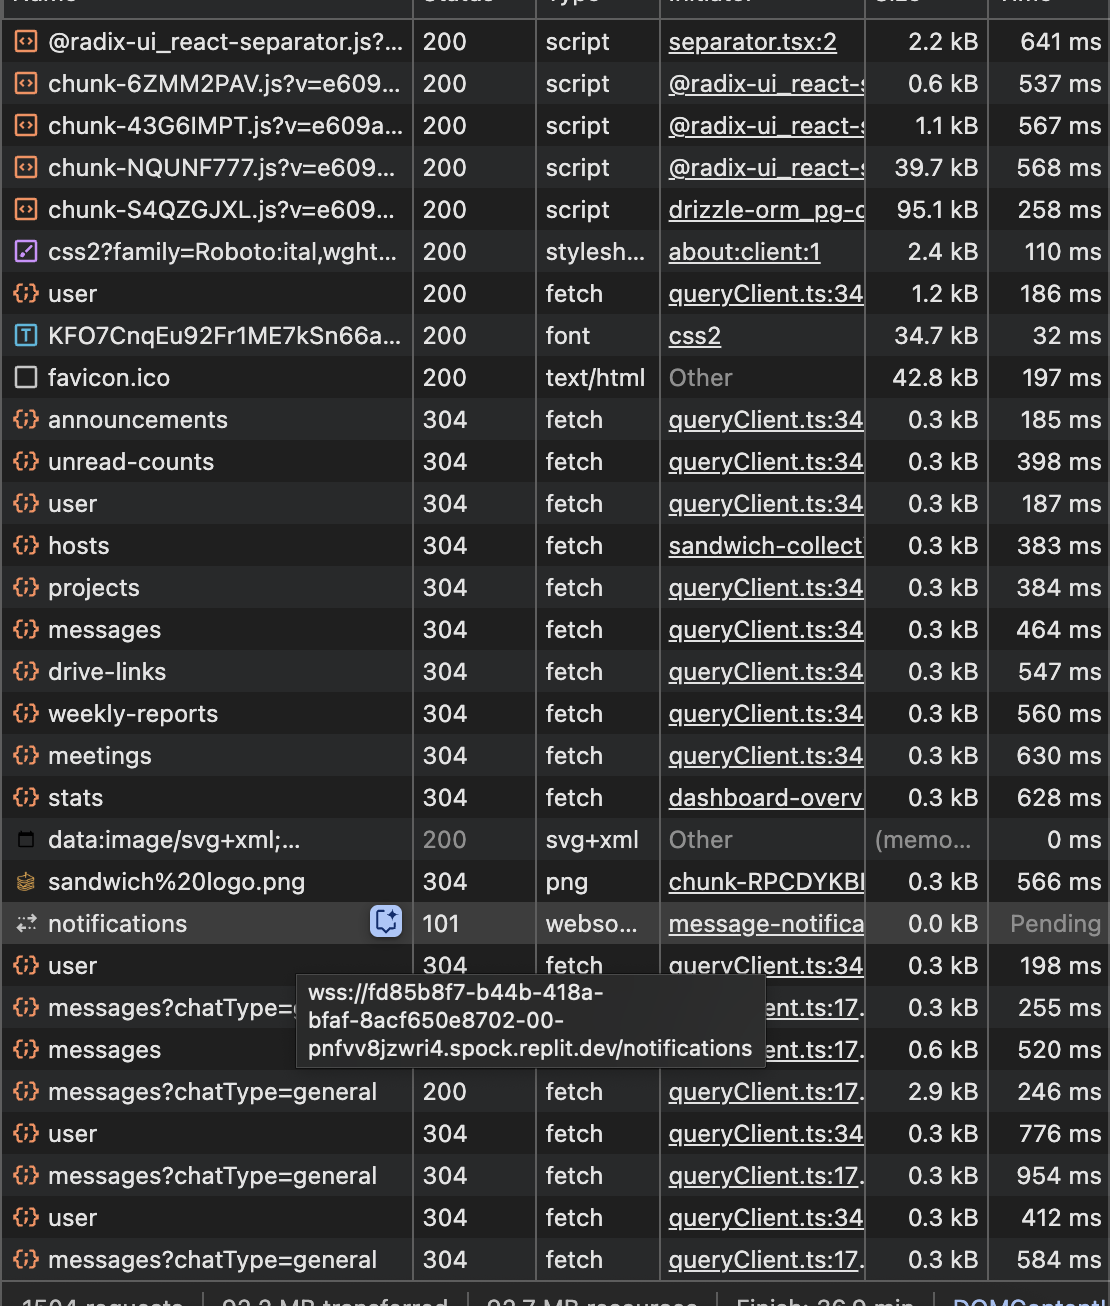 Name Status Type Initiator Size Time
@radix-ui_react-separator.js?... 200 script separator.tsx:2 2.2 kB 641 ms
chunk-6ZMM2PAV.js?v=e609... 200 script @radix-ui_react-s 0.6 kB 537 ms
chunk-43G6IMPT.js?v=e609a... 200 script @radix-ui_react-s 1.1 kB 567 ms
chunk-NQUNF777.js?v=e609... 200 script @radix-ui_react-s 39.7 kB 568 ms
chunk-S4QZGJXL.js?v=e609... 200 script drizzle-orm_pg-c 95.1 kB 258 ms
css2?family=Roboto:ital,wght... 200 stylesh... about:client:1 2.4 kB 110 ms
user 200 fetch queryClient.ts:34 1.2 kB 186 ms
KFO7CnqEu92Fr1ME7kSn66a... 200 font css2 34.7 kB 32 ms
favicon.ico 200 text/html Other 42.8 kB 197 ms
announcements 304 fetch queryClient.ts:34 0.3 kB 185 ms
unread-counts 304 fetch queryClient.ts:34 0.3 kB 398 ms
user 304 fetch queryClient.ts:34 0.3 kB 187 ms
hosts 304 fetch sandwich-collect 0.3 kB 383 ms
projects 304 fetch queryClient.ts:34 0.3 kB 384 ms
messages 304 fetch queryClient.ts:34 0.3 kB 464 ms
drive-links 304 fetch queryClient.ts:34 0.3 kB 547 ms
weekly-reports 304 fetch queryClient.ts:34 0.3 kB 560 ms
meetings 304 fetch queryClient.ts:34 0.3 kB 630 ms
stats 304 fetch dashboard-overv 0.3 kB 628 ms
data:image/svg+xml;... 200 svg+xml Other (memo... 0 ms
sandwich%20logo.png 304 png chunk-RPCDYKBI 0.3 kB 566 ms
notifications 101 webso... message-notifica 0.0 kB Pending
user 304 fetch queryClient.ts:34 0.3 kB 198 ms
wss://fd85b8f7-b44b-418a-
bfaf-8acf650e8702-00-
pnfvv8jzwri4.spock.replit.dev/notifications
messages?chatType= ent.ts:17. 0.3 kB 255 ms
messages ent.ts:17. 0.6 kB 520 ms
messages?chatType=general 200 fetch queryClient.ts:17. 2.9 kB 246 ms
user 304 fetch queryClient.ts:34 0.3 kB 776 ms
messages?chatType=general 304 fetch queryClient.ts:17. 0.3 kB 954 ms
user 304 fetch queryClient.ts:34 0.3 kB 412 ms
messages?chatType=general 304 fetch queryClient.ts:17. 0.3 kB 584 ms
1504 requests